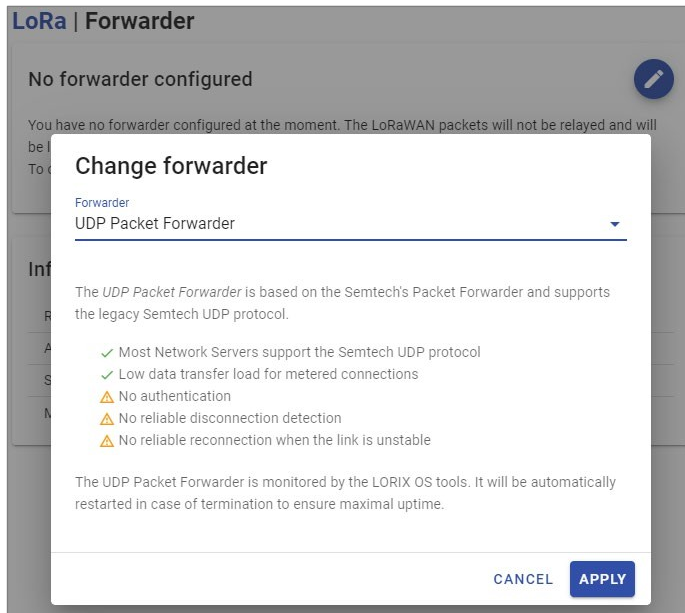 LoRa | Forwarder
No forwarder configured
You have no forwarder configured at the moment. The LoRaWAN packets will not be relayed and will
be l
To
Change forwarder
Forwarder
UDP Packet Forwarder
Inf
The UDP Packet Forwarder is based on the Semtech's Packet Forwarder and supports
the legacy Semtech UDP protocol.
R
Most Network Servers support the Semtech UDP protocol
A
Low data transfer load for metered connections
S
No authentication
M
No reliable disconnection detection
No reliable reconnection when the link is unstable
The UDP Packet Forwarder is monitored by the LORIX OS tools. It will be automatically
restarted in case of termination to ensure maximal uptime.
CANCEL APPLY